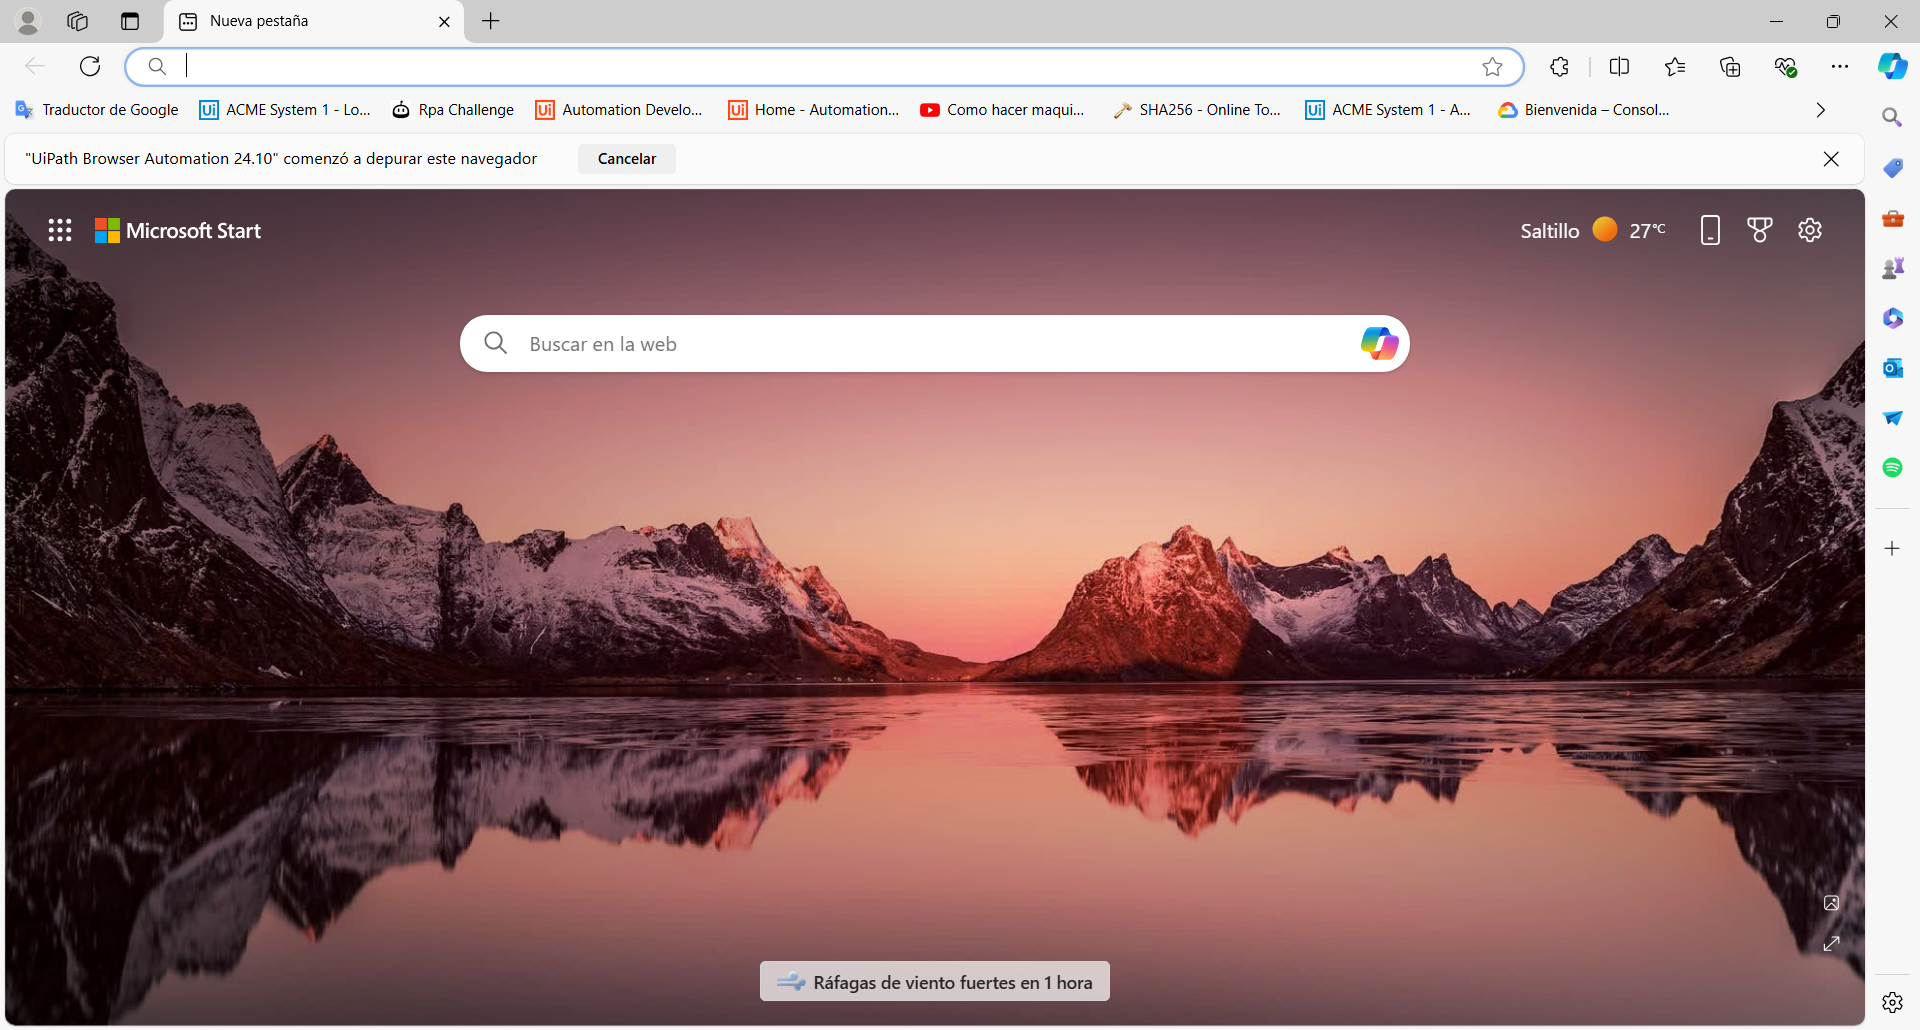 Nueva pestaña
Traductor de Google
ACME System 1 - Lo...
Rpa Challenge
Automation Develo...
Home - Automation...
Como hacer maqui...
SHA256 - Online To...
ACME System 1 - A...
Bienvenida – Consol...
"UiPath Browser Automation 24.10" comenzó a depurar este navegador
Cancelar
Microsoft Start
Saltillo 27°C
Buscar en la web
Ráfagas de viento fuertes en 1 hora